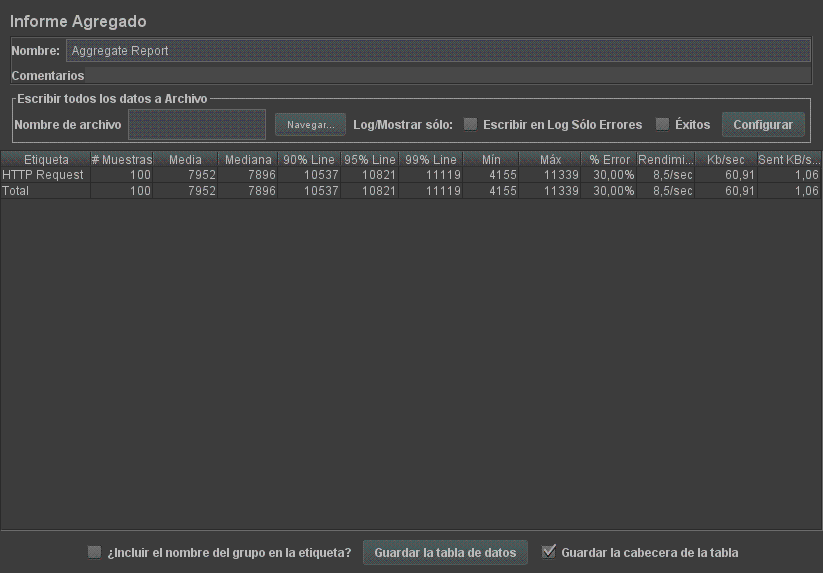 Informe Agregado
Nombre: Aggregate Report
Comentarios
Escribir todos los datos a Archivo
Nombre de archivo Navegar... Log/Mostrar sólo: Escribir en Log Sólo Errores Éxitos Configurar
Etiqueta # Muestras Media Mediana 90% Line 95% Line 99% Line Mín Máx % Error Rendimi... Kb/sec Sent KB/s...
HTTP Request 100 7952 7896 10537 10821 11119 4155 11339 30,00% 8,5/sec 60,91 1,06
Total 100 7952 7896 10537 10821 11119 4155 11339 30,00% 8,5/sec 60,91 1,06
¿Incluir el nombre del grupo en la etiqueta? Guardar la tabla de datos Guardar la cabecera de la tabla